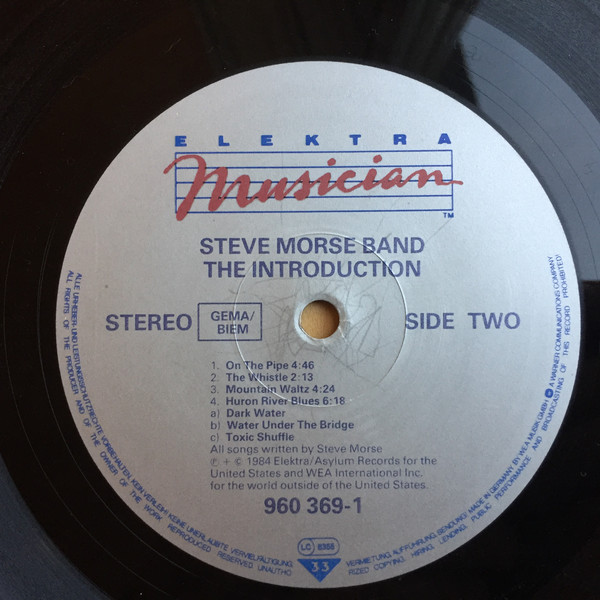 ELEKTRA
Musician
TM
STEVE MORSE BAND
THE INTRODUCTION
STEREO
GEMA/
BIEM
SIDE TWO
1. On The Pipe 4:46
2. The Whistle 2:13
3. Mountain Waltz 4:24
4. Huron River Blues 6:18
a) Dark Water
b) Water Under The Bridge
c) Toxic Shuffle
All songs written by Steve Morse
℗ + © 1984 Elektra/Asylum Records for the
United States and WEA International Inc.
for the world outside of the United States.
960 369-1
LC
33
ALLE URHEBER- UND LEISTUNGSSCHUTZRECHTE VORBEHALTEN. KEIN VERLEIH! KEINE UNERLAUBTE VERVIELFÄLTIGUNG,
VERMIETUNG, AUFFÜHRUNG, SENDUNG! MADE IN GERMANY BY WEA MUSIK GMBH A WARNER COMMUNICATIONS COMPANY
ALL RIGHTS OF THE PRODUCER AND OF THE OWNER OF THE WORK REPRODUCED RESERVED UNAUTHO
RIZED COPYING, HIRING, LENDING, PUBLIC PERFORMANCE AND BROADCASTING OF THIS RECORD PROHIBITED!